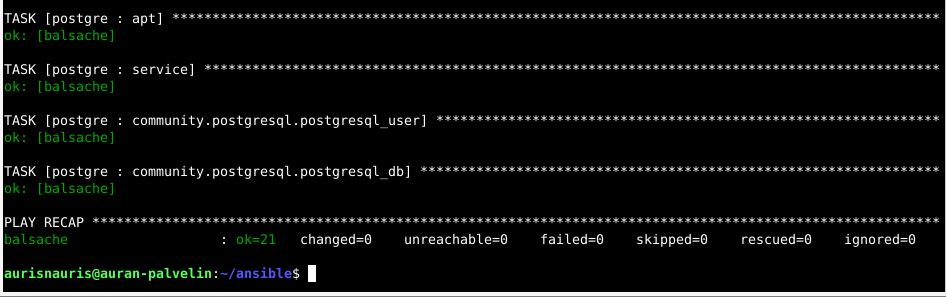 TASK [postgre : apt] ************************************************************************************************
ok: [balsache]
TASK [postgre : service] ********************************************************************************************
ok: [balsache]
TASK [postgre : community.postgresql.postgresql_user] ***************************************************************
ok: [balsache]
TASK [postgre : community.postgresql.postgresql_db] *****************************************************************
ok: [balsache]
PLAY RECAP **********************************************************************************************************
balsache                   : ok=21   changed=0    unreachable=0    failed=0    skipped=0    rescued=0    ignored=0
aurisnauris@auran-palvelin:~/ansible$